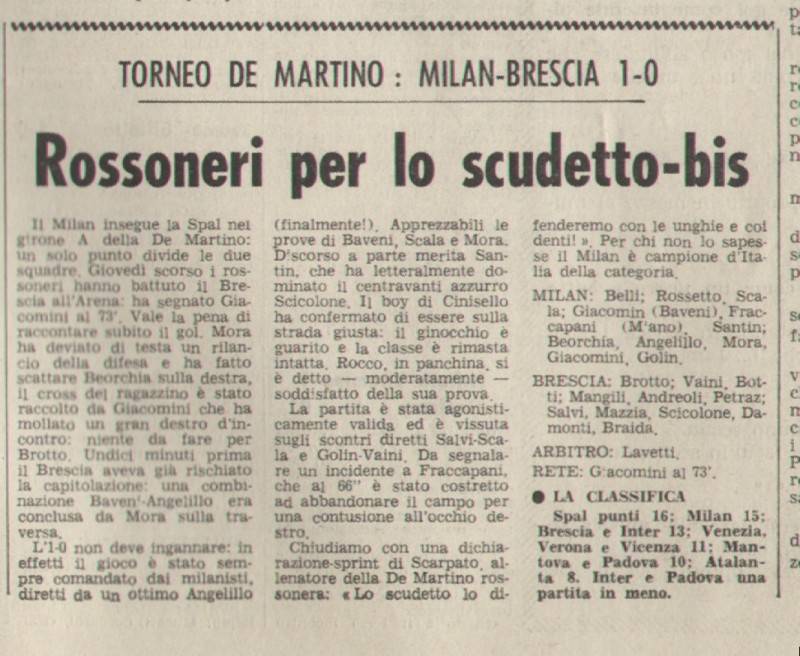 TORNEO DE MARTINO: MILAN-BRESCIA 1-0
Rossoneri per lo scudetto-bis
Il Milan insegue la Spal nel
girone A della De Martino:
un solo punto divide le due
squadre. Giovedì scorso i ros-
soneri hanno battuto il Bre-
scia all'Arena: ha segnato Gia-
comini al 73'. Vale la pena di
raccontare subito il gol. Mora
ha deviato di testa un rilan-
cio della difesa e ha fatto
scattare Beorchia sulla destra,
il cross del ragazzino è stato
raccolto da Giacomini che ha
mollato un gran destro d'in-
contro: niente da fare per
Brotto. Undici minuti prima
il Brescia aveva già rischiato
la capitolazione: una combi-
nazione Baven'-Angelillo era
conclusa da Mora sulla tra-
versa.
L'1-0 non deve ingannare: in
effetti il gioco è stato sem-
pre comandato dai milanisti,
diretti da un ottimo Angelillo
(finalmente!). Apprezzabili le
prove di Baveni, Scala e Mora.
D'scorso a parte merita San-
tin, che ha letteralmente do-
minato il centravanti azzurro
Scicolone. Il boy di Cinisello
ha confermato di essere sulla
strada giusta: il ginocchio è
guarito e la classe è rimasta
intatta. Rocco, in panchina, si
è detto — moderatamente —
soddisfatto della sua prova.
La partita è stata agonisti-
camente valida ed è vissuta
sugli scontri diretti Salvi-Sca-
la e Golin-Vaini. Da segnala-
re un incidente a Fraccapani,
che al 66" è stato costretto
ad abbandonare il campo per
una contusione all'occhio de-
stro.
Chiudiamo con una dichia-
razione-sprint di Scarpato, al-
lenatore della De Martino ros-
sonera: «Lo scudetto lo di-
fenderemo con le unghie e coi
denti!». Per chi non lo sapes-
se il Milan è campione d'Ita-
lia della categoria.
MILAN: Belli; Rossetto, Sca-
la; Giacomin (Baveni), Frac-
capani (M'ano), Santin;
Beorchia, Angelillo, Mora,
Giacomini, Golin.
BRESCIA: Brotto; Vaini, Bot-
ti; Mangili, Andreoli, Petraz;
Salvi, Mazzia, Scicolone, Da-
monti, Braida.
ARBITRO: Lavetti.
RETE: G'acomini al 73'.
● LA CLASSIFICA
Spal punti 16; Milan 15;
Brescia e Inter 13; Venezia,
Verona e Vicenza 11; Man-
tova e Padova 10; Atalan-
ta 8. Inter e Padova una
partita in meno.